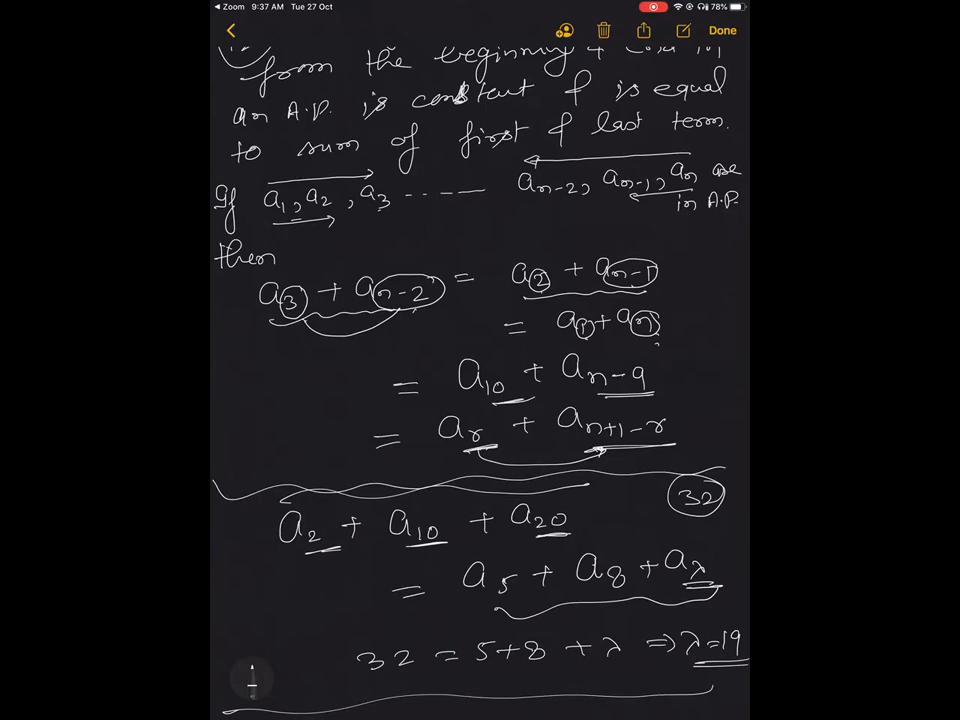 Zoom 9:37 AM Tue 27 Oct 78%
Done
from the beginning &
an A.P. is constant & is equal
to sum of first & last term.
If a₁, a₂, a₃ ------ aₙ₋₂, aₙ₋₁, aₙ are
in A.P.
then
a₃ + aₙ₋₂ = a₂ + aₙ₋₁
= a₁ + aₙ
= a₁₀ + aₙ₋₉
= aᵣ + aₙ₊₁₋ᵣ
32
a₂ + a₁₀ + a₂₀
= a₅ + a₈ + a_λ
32 = 5+8 + λ ⇒ λ=19